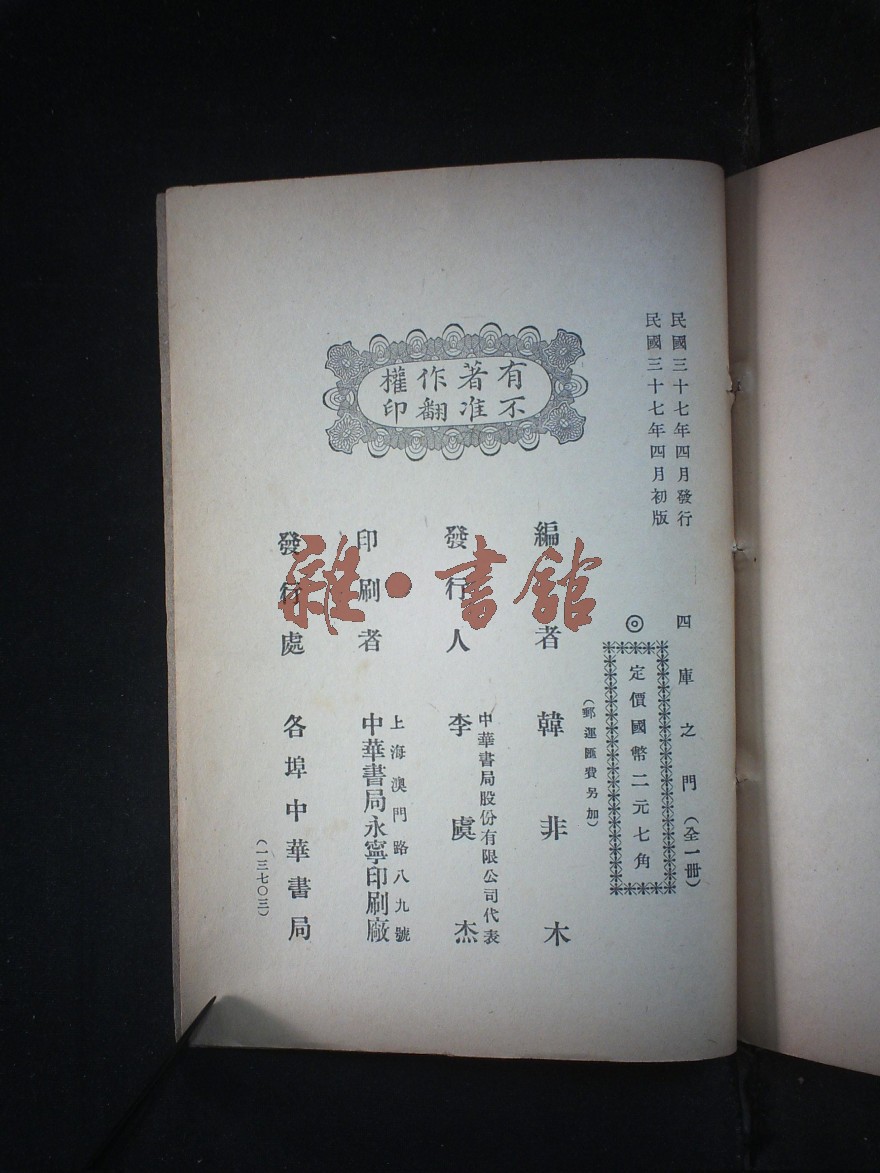 民國三十七年四月發行
民國三十七年四月初版
四庫之門（全一冊）
◎
定價國幣二元七角
（郵運匯費另加）
有著作權
不准翻印
編者 韓非木
發行人 中華書局股份有限公司代表
李虞杰
印刷者 上海澳門路八九號
中華書局永寧印刷廠
發行處 各埠中華書局
（一三七〇三）
雜·書館